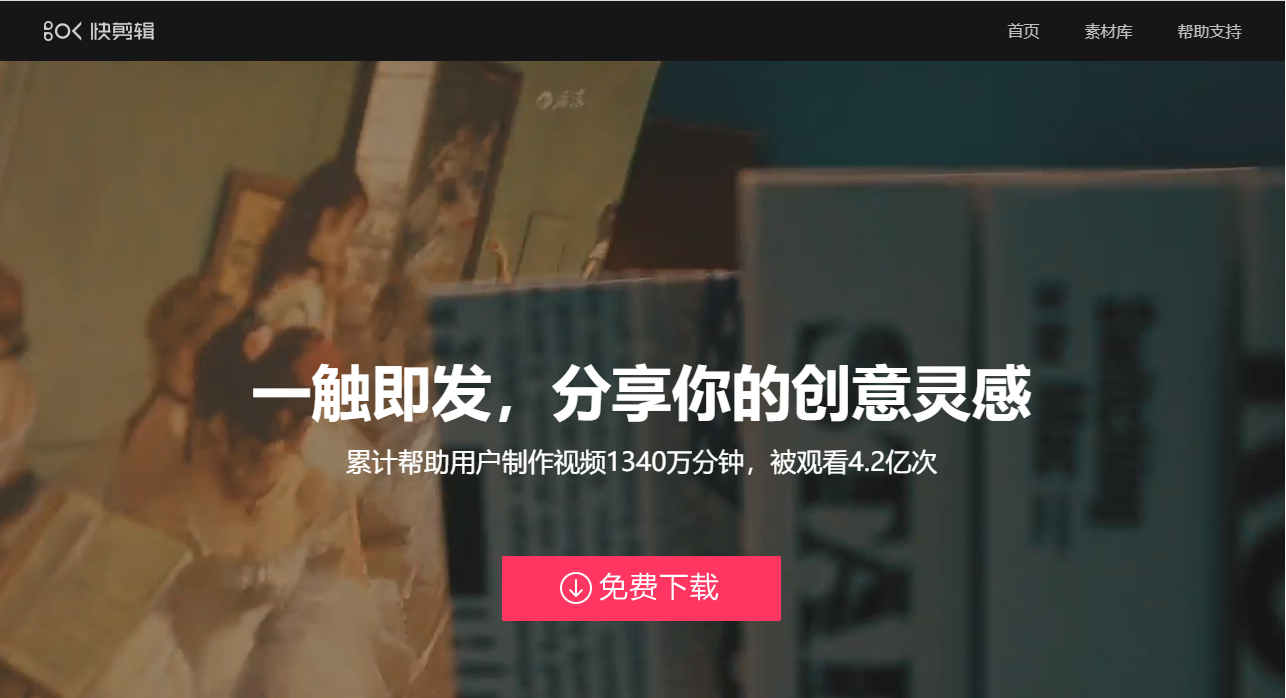 快剪辑
首页
素材库
帮助支持
一触即发，分享你的创意灵感
累计帮助用户制作视频1340万分钟，被观看4.2亿次
免费下载